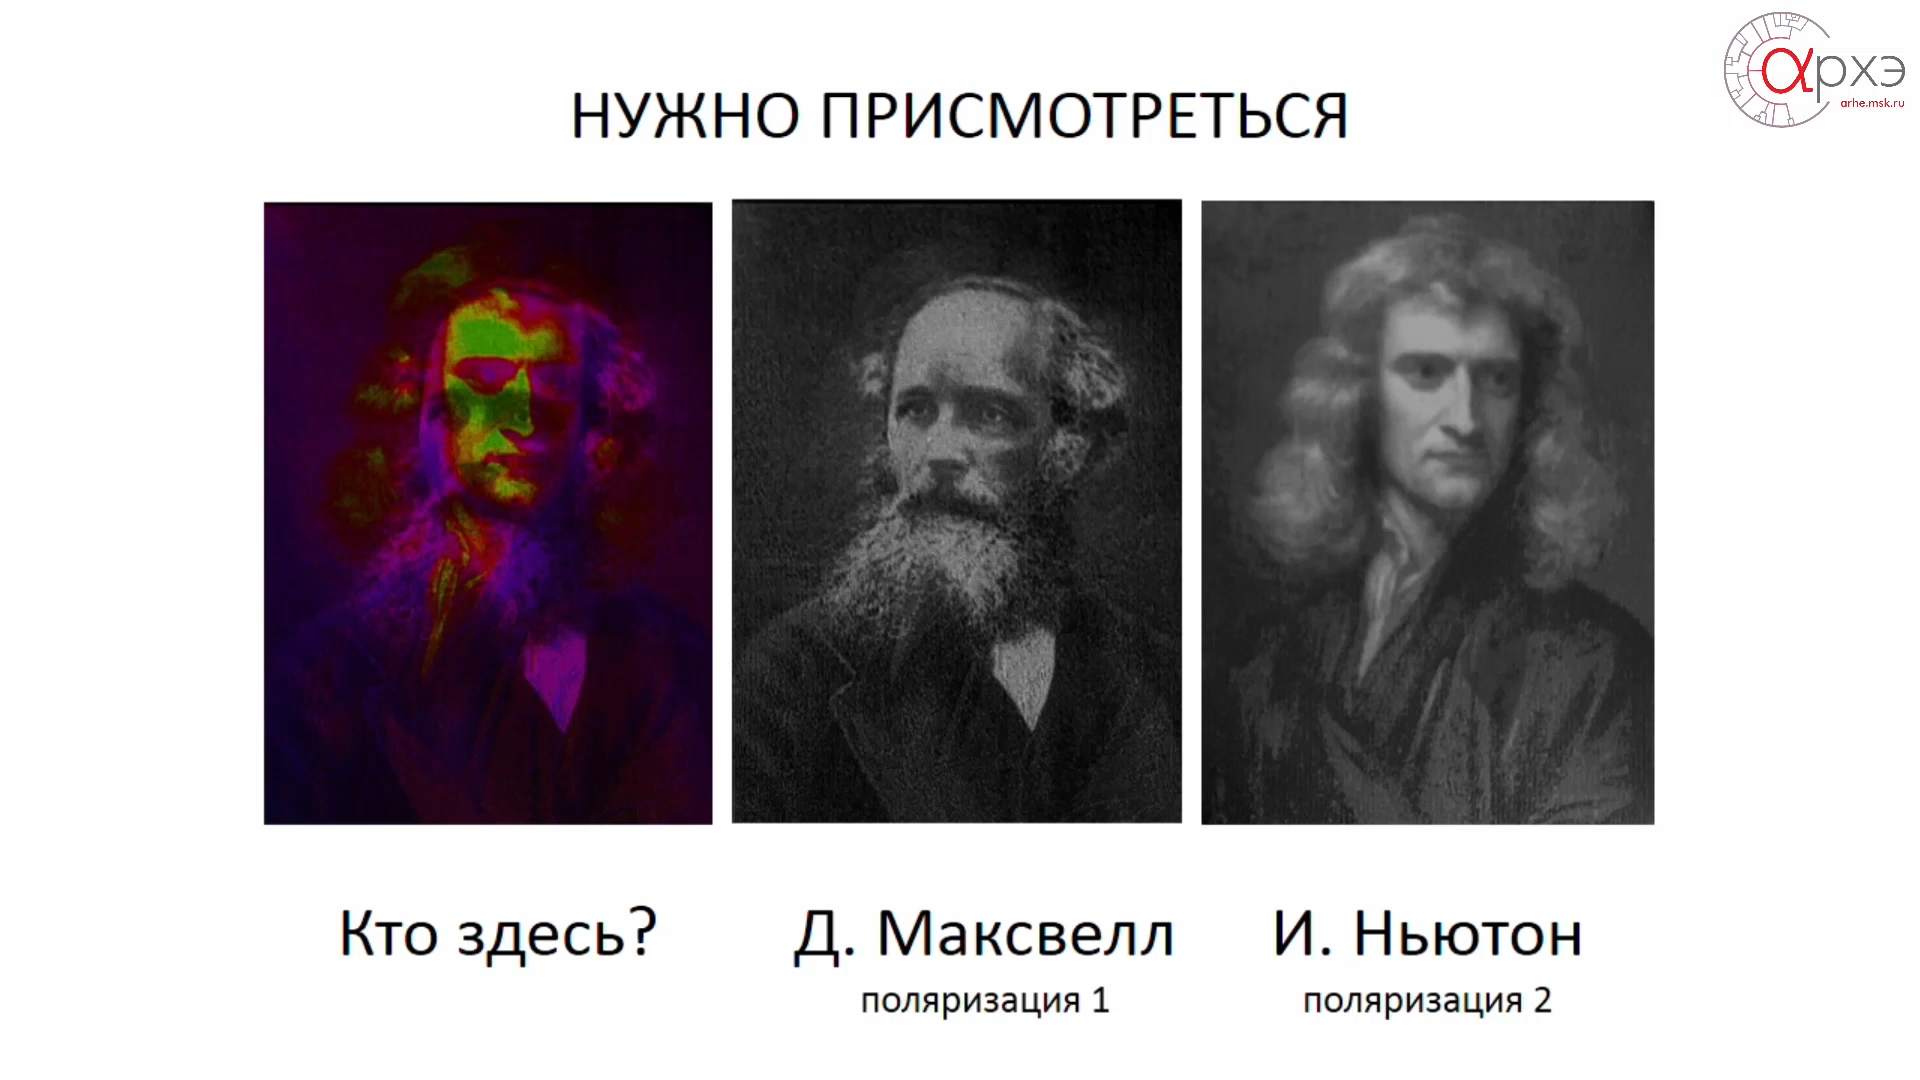 αрхэ
arhe.msk.ru
НУЖНО ПРИСМОТРЕТЬСЯ
Кто здесь?
Д. Максвелл
поляризация 1
И. Ньютон
поляризация 2